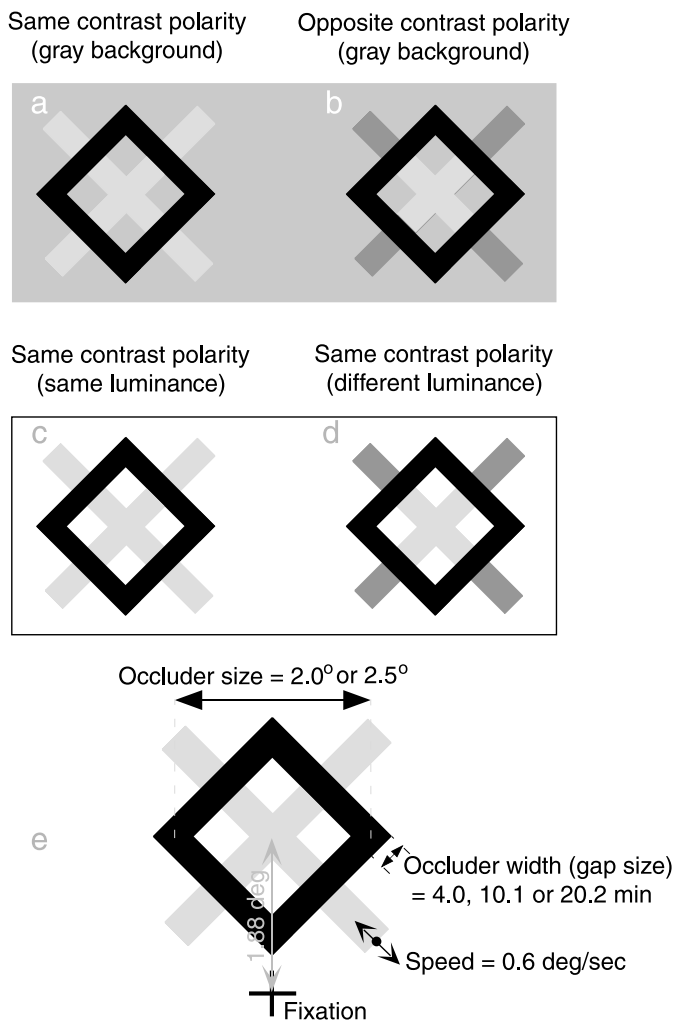 Same contrast polarity
(gray background)
Opposite contrast polarity
(gray background)
a
b
Same contrast polarity
(same luminance)
Same contrast polarity
(different luminance)
c
d
Occluder size = 2.0° or 2.5°
e
1.88 deg
Occluder width (gap size)
= 4.0, 10.1 or 20.2 min
Speed = 0.6 deg/sec
Fixation